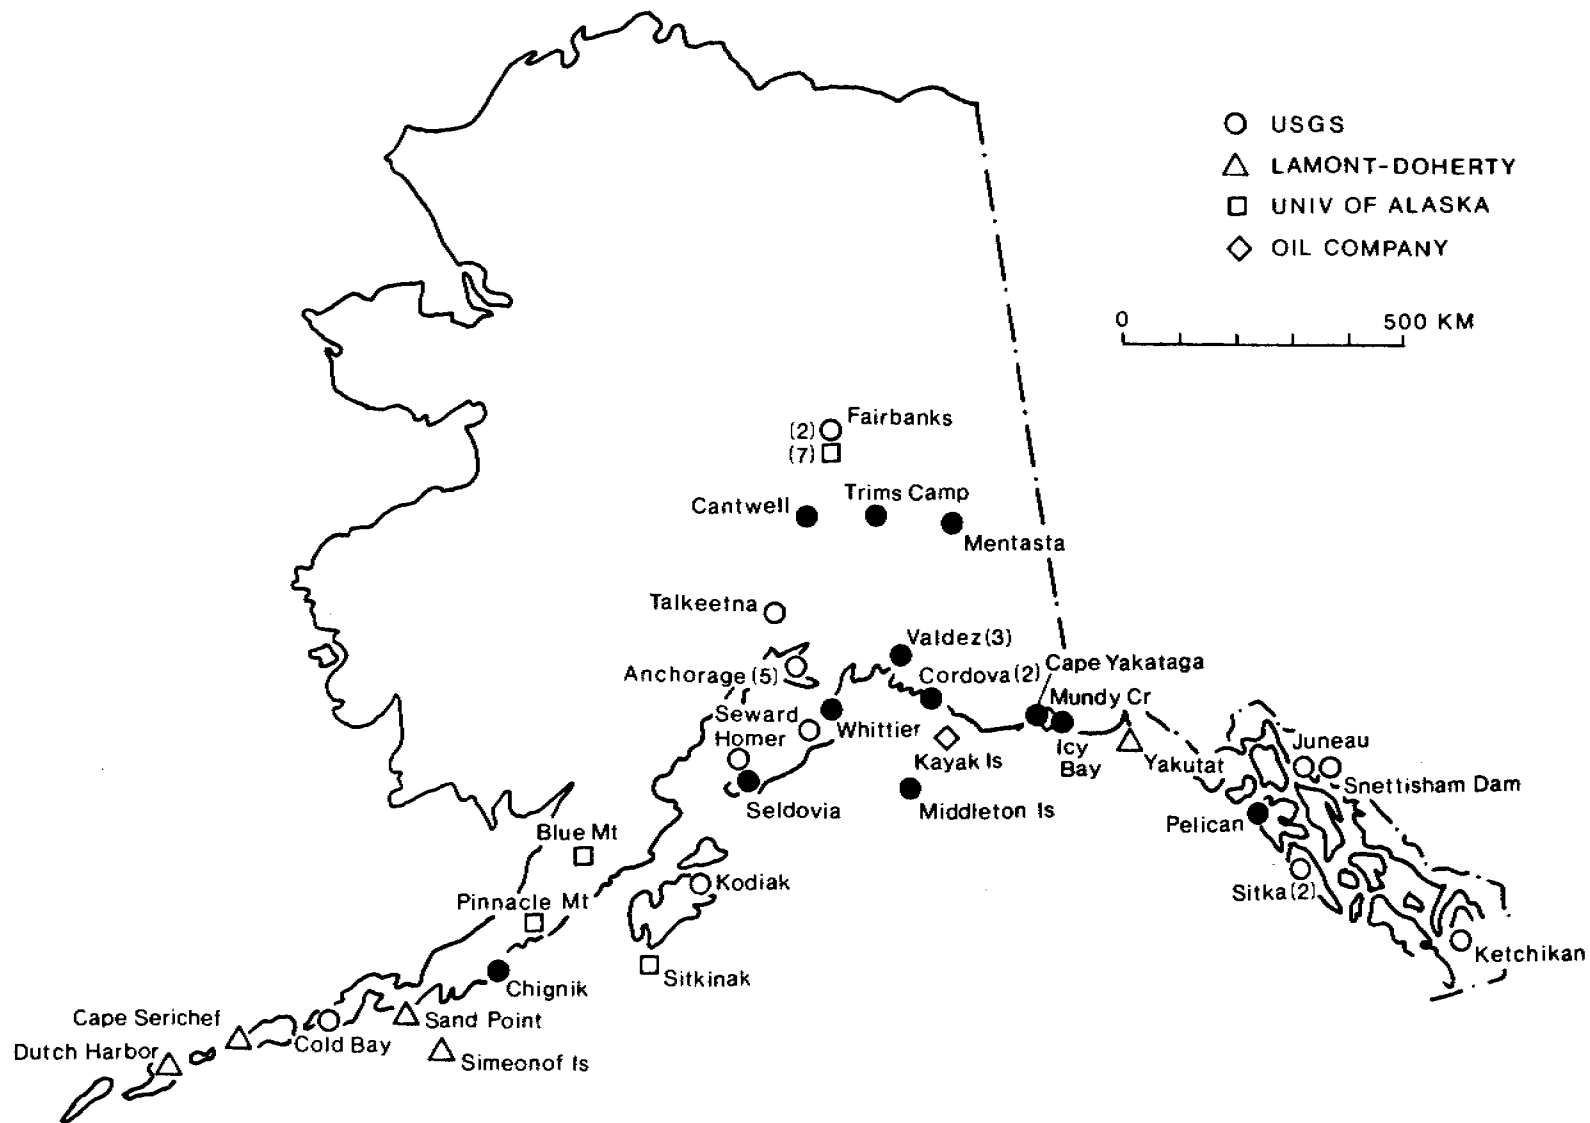 USGS
LAMONT-DOHERTY
UNIV OF ALASKA
OIL COMPANY
0 500 KM
Fairbanks
(2)
(7)
Cantwell
Trims Camp
Mentasta
Talkeetna
Valdez (3)
Anchorage (5)
Cordova (2)
Cape Yakataga
Mundy Cr
Seward
Homer
Whittier
Kayak Is
Icy
Bay
Yakutat
Juneau
Snettisham Dam
Seldovia
Middleton Is
Pelican
Blue Mt
Kodiak
Sitka (2)
Pinnacle Mt
Ketchikan
Sitkinak
Chignik
Cape Serichef
Sand Point
Dutch Harbor
Cold Bay
Simeonof Is